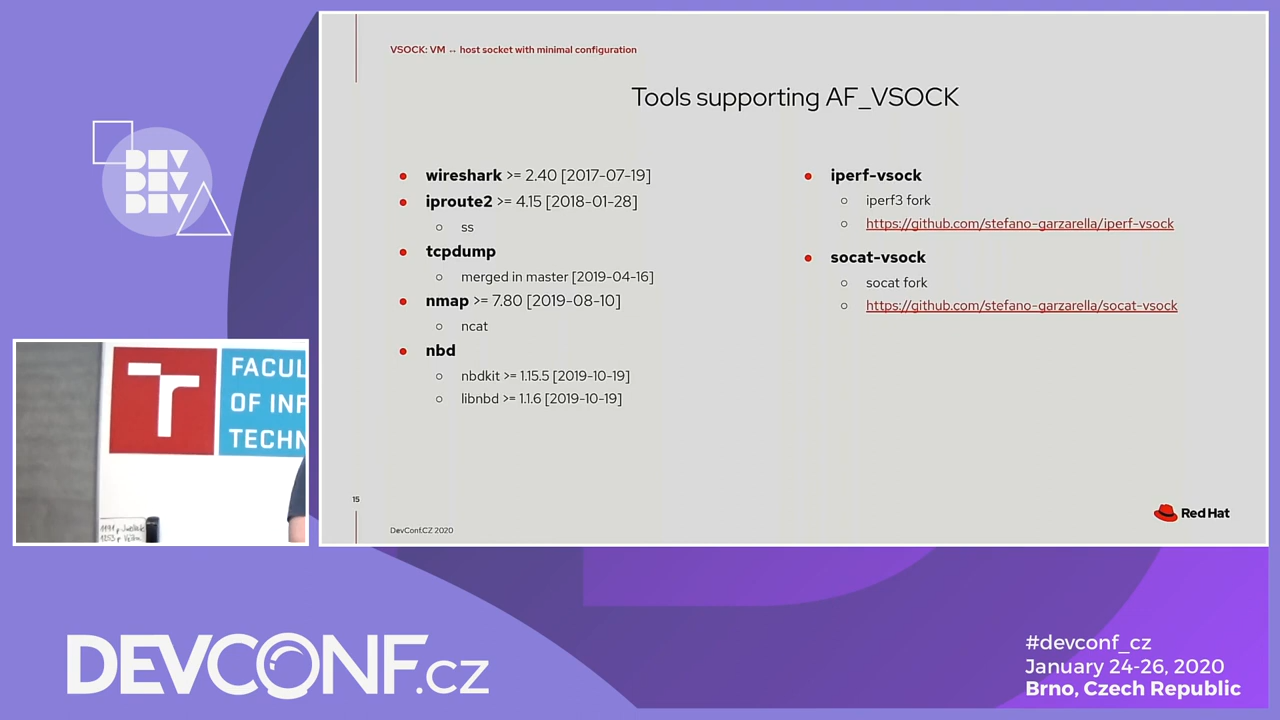 DEV
DEV
DEV
VSOCK: VM ↔ host socket with minimal configuration
Tools supporting AF_VSOCK
wireshark >= 2.40 [2017-07-19]
iproute2 >= 4.15 [2018-01-28]
ss
tcpdump
merged in master [2019-04-16]
nmap >= 7.80 [2019-08-10]
ncat
nbd
nbdkit >= 1.15.5 [2019-10-19]
libnbd >= 1.1.6 [2019-10-19]
iperf-vsock
iperf3 fork
https://github.com/stefano-garzarella/iperf-vsock
socat-vsock
socat fork
https://github.com/stefano-garzarella/socat-vsock
15
DevConf.CZ 2020
Red Hat
FACUL
OF INF
TECHN
DEVCONF.cz
#devconf_cz
January 24-26, 2020
Brno, Czech Republic